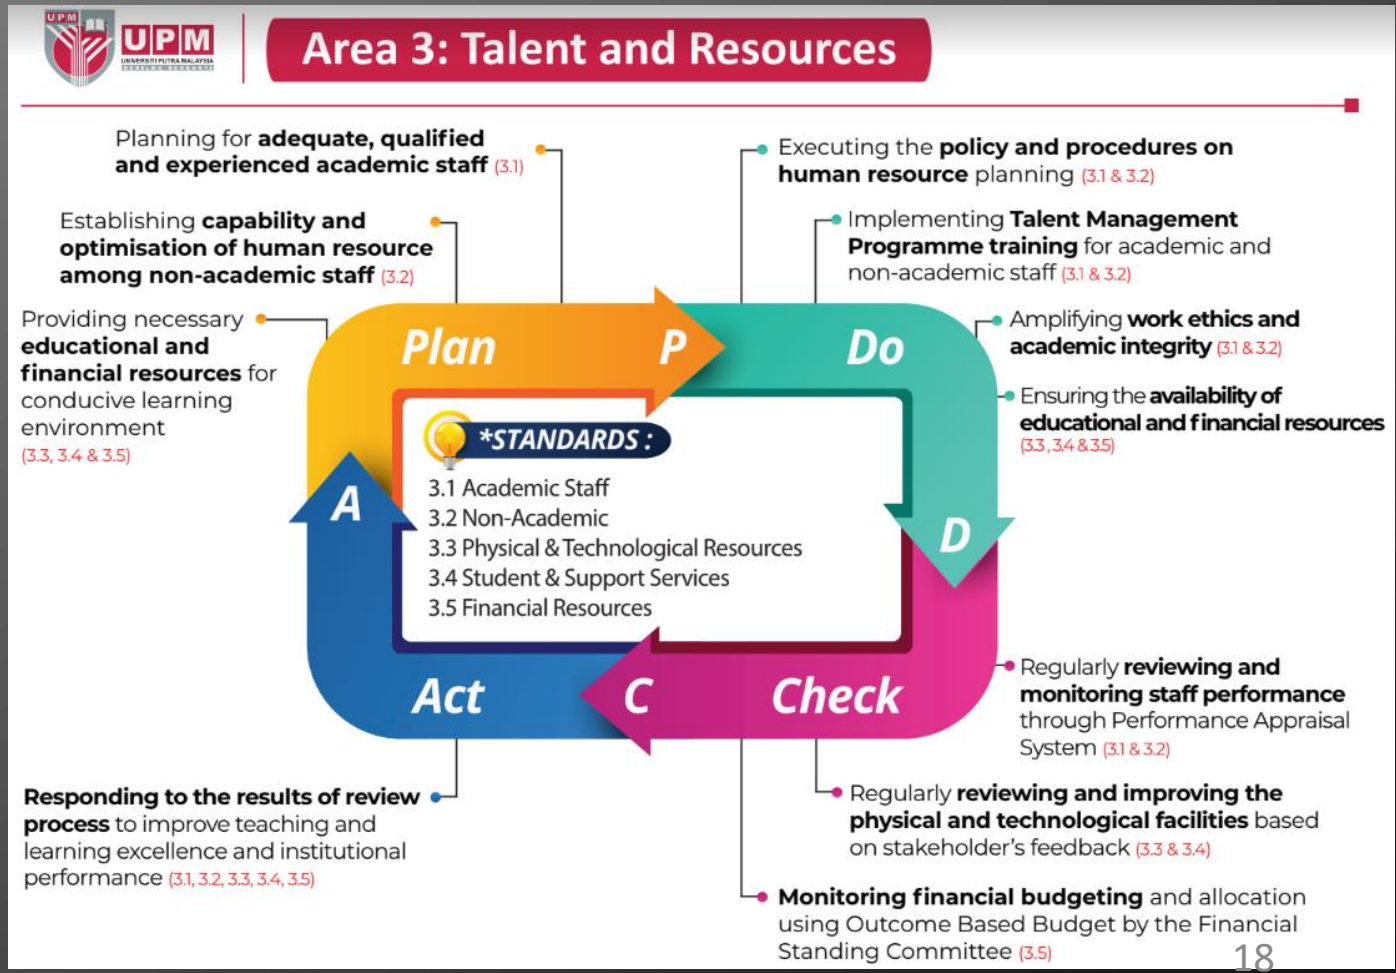 UPM
UPM
UNIVERSITI PUTRA MALAYSIA
BERILMU BERBAKTI
Area 3: Talent and Resources
Planning for adequate, qualified
and experienced academic staff (3.1)
Establishing capability and
optimisation of human resource
among non-academic staff (3.2)
Providing necessary
educational and
financial resources for
conducive learning
environment
(3.3, 3.4 & 3.5)
Executing the policy and procedures on
human resource planning (3.1 & 3.2)
Implementing Talent Management
Programme training for academic and
non-academic staff (3.1 & 3.2)
Amplifying work ethics and
academic integrity (3.1 & 3.2)
Ensuring the availability of
educational and financial resources
(3.3, 3.4 & 3.5)
Plan P
Do
D
*STANDARDS :
3.1 Academic Staff
3.2 Non-Academic
3.3 Physical & Technological Resources
3.4 Student & Support Services
3.5 Financial Resources
A
Act
C Check
Regularly reviewing and
monitoring staff performance
through Performance Appraisal
System (3.1 & 3.2)
Regularly reviewing and improving the
physical and technological facilities based
on stakeholder's feedback (3.3 & 3.4)
Monitoring financial budgeting and allocation
using Outcome Based Budget by the Financial
Standing Committee (3.5)
Responding to the results of review
process to improve teaching and
learning excellence and institutional
performance (3.1, 3.2, 3.3, 3.4, 3.5)
18